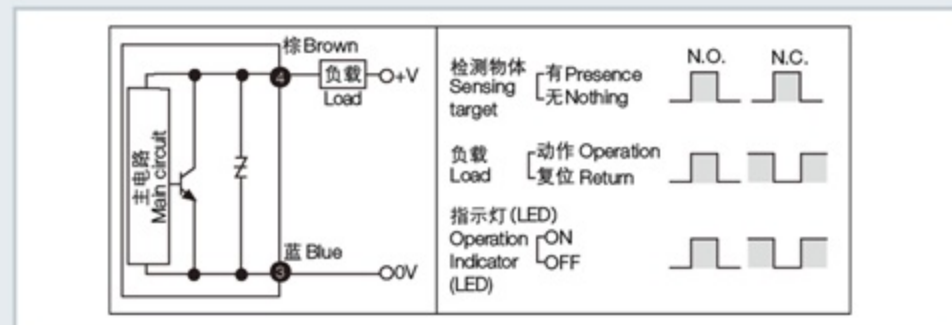 棕Brown
4
负载
+V
Load
主电路
Main circuit
蓝 Blue
3
0V
N.O.
N.C.
检测物体
Sensing
target
有Presence
无Nothing
负载
Load
动作 Operation
复位 Return
指示灯(LED)
Operation
Indicator
(LED)
ON
OFF